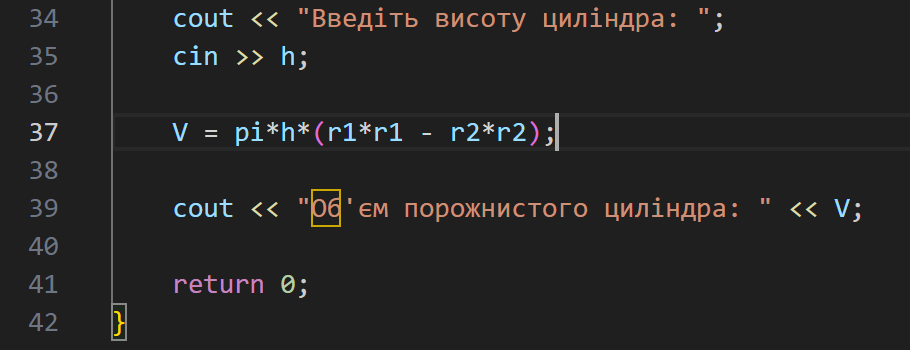 34 cout << "Введіть висоту циліндра: ";
35 cin >> h;
36
37 V = pi*h*(r1*r1 - r2*r2);
38
39 cout << "Об'єм порожнистого циліндра: " << V;
40
41 return 0;
42 }